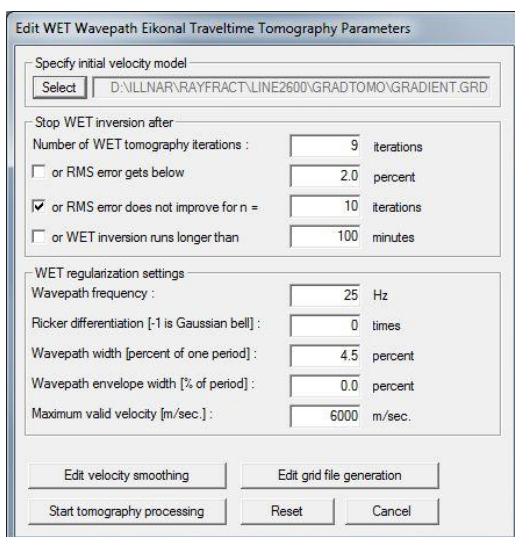 Edit WET Wavepath Eikonal Traveltime Tomography Parameters
Specify initial velocity model
Select D:\ILLNAR\RAYFRACT\LINE2600\GRADTOMO\GRADIENT.GRD
Stop WET inversion after
Number of WET tomography iterations : 9 iterations
or RMS error gets below 2.0 percent
or RMS error does not improve for n = 10 iterations
or WET inversion runs longer than 100 minutes
WET regularization settings
Wavepath frequency : 25 Hz
Ricker differentiation [-1 is Gaussian bell] : 0 times
Wavepath width [percent of one period] : 4.5 percent
Wavepath envelope width [% of period] : 0.0 percent
Maximum valid velocity [m/sec.] : 6000 m/sec.
Edit velocity smoothing Edit grid file generation
Start tomography processing Reset Cancel